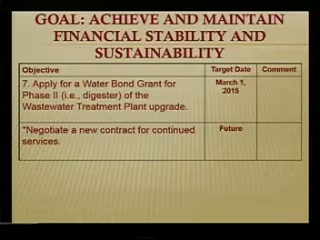 GOAL: ACHIEVE AND MAINTAIN
FINANCIAL STABILITY AND
SUSTAINABILITY
Objective Target Date Comment
7. Apply for a Water Bond Grant for March 1,
Phase II (i.e., digester) of the 2015
Wastewater Treatment Plant upgrade.
*Negotiate a new contract for continued Future
services.